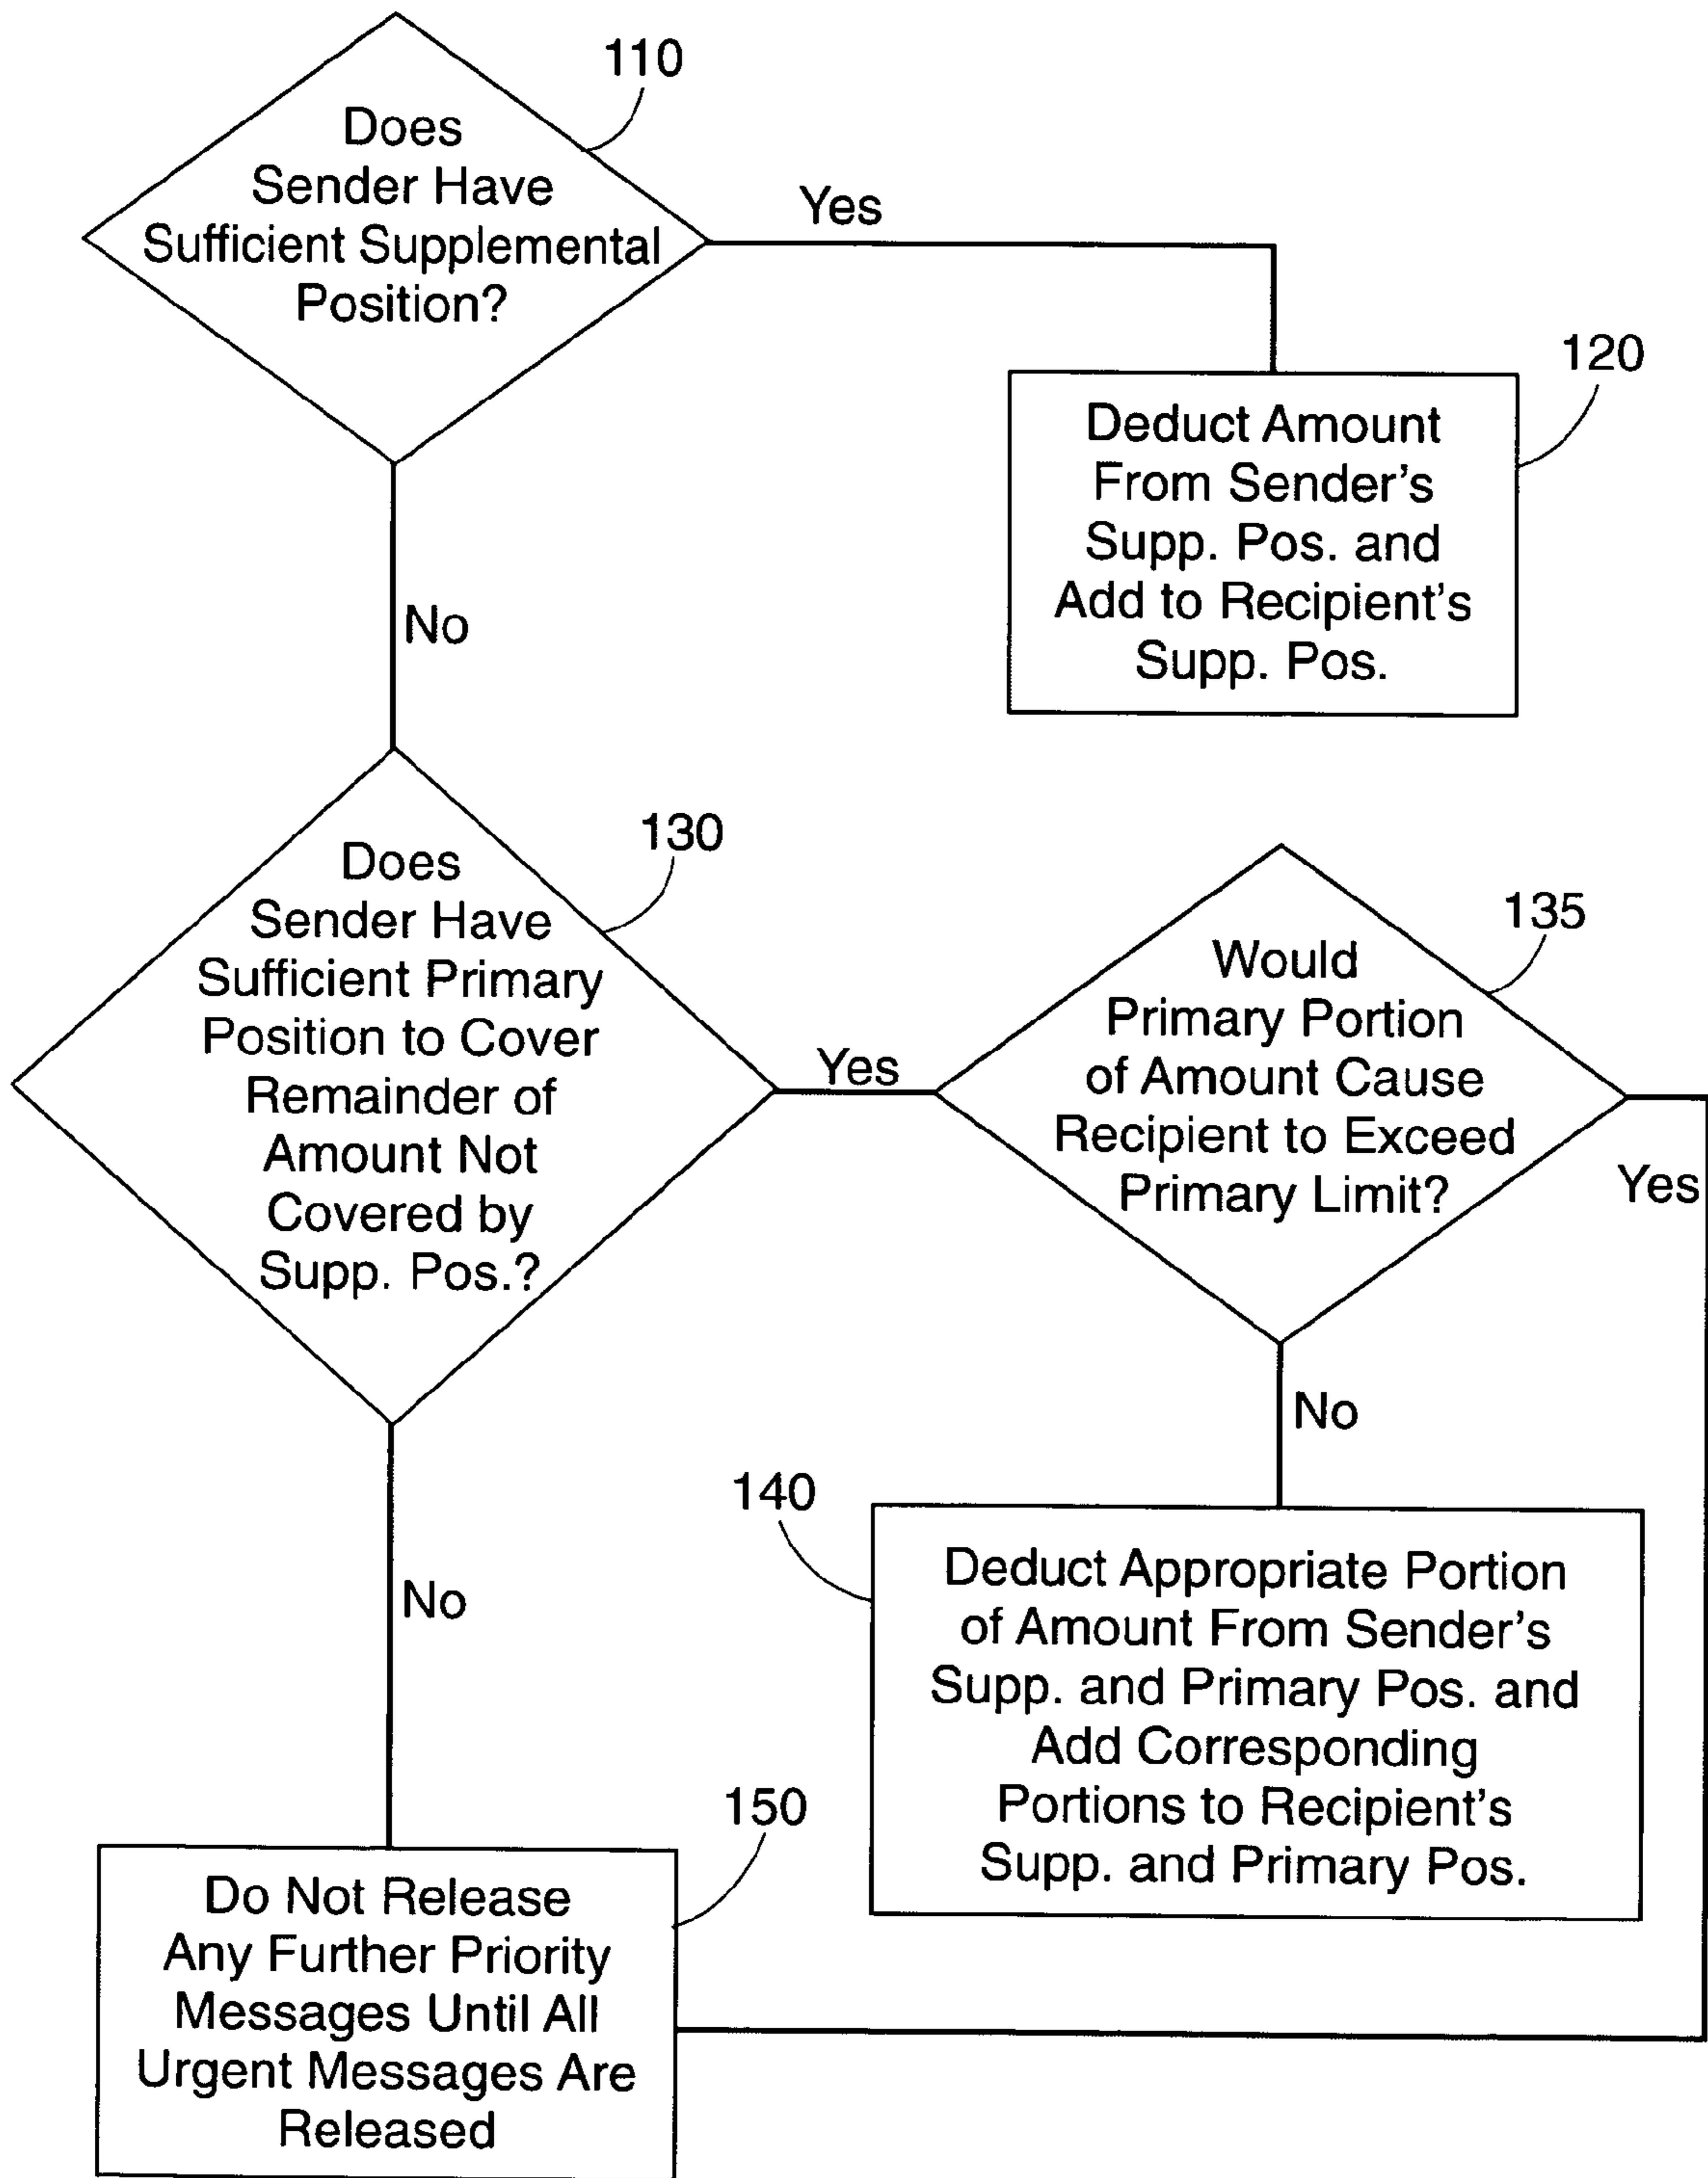 110
Does
Sender Have
Sufficient Supplemental
Position?
Yes
120
Deduct Amount
From Sender's
Supp. Pos. and
Add to Recipient's
Supp. Pos.
No
130
Does
Sender Have
Sufficient Primary
Position to Cover
Remainder of
Amount Not
Covered by
Supp. Pos.?
Yes
135
Would
Primary Portion
of Amount Cause
Recipient to Exceed
Primary Limit?
Yes
No
140
Deduct Appropriate Portion
of Amount From Sender's
Supp. and Primary Pos. and
Add Corresponding
Portions to Recipient's
Supp. and Primary Pos.
No
150
Do Not Release
Any Further Priority
Messages Until All
Urgent Messages Are
Released